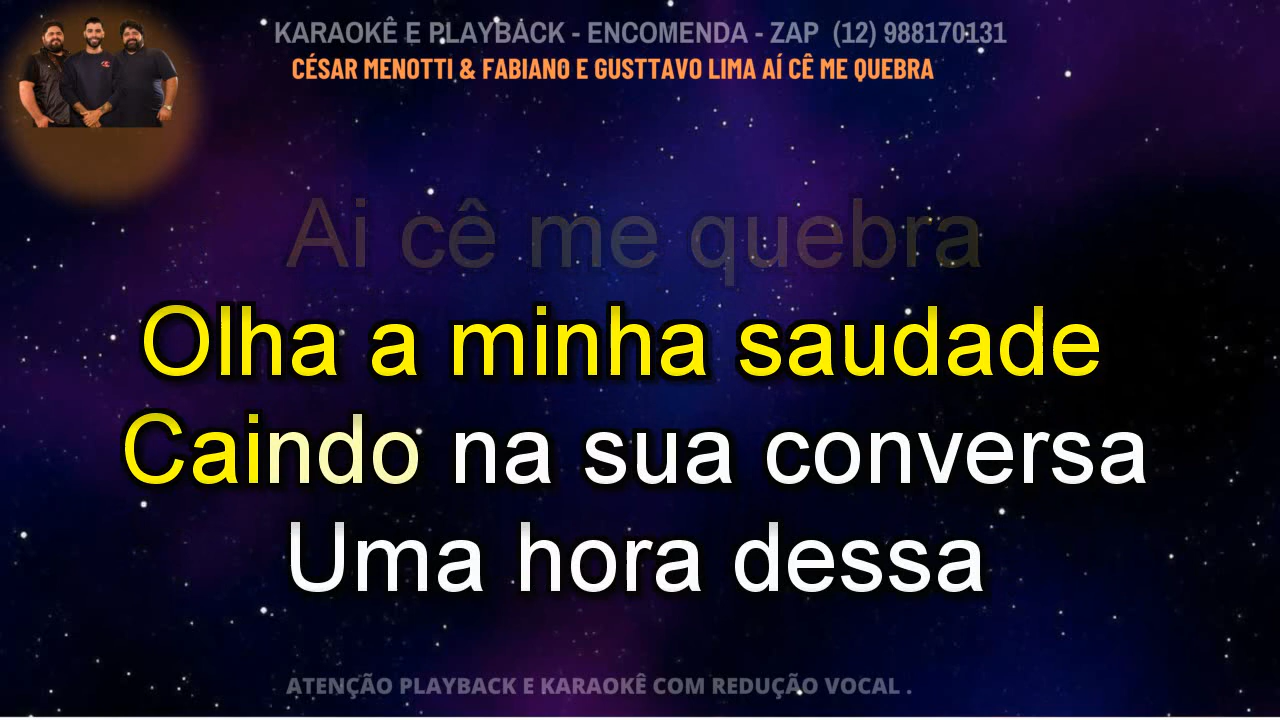 KARAOKÊ E PLAYBACK - ENCOMENDA - ZAP (12) 988170131
CÉSAR MENOTTI & FABIANO E GUSTTAVO LIMA AÍ CÊ ME QUEBRA
Ai cê me quebra
Olha a minha saudade
Caindo na sua conversa
Uma hora dessa
ATENÇÃO PLAYBACK E KARAOKÊ COM REDUÇÃO VOCAL .